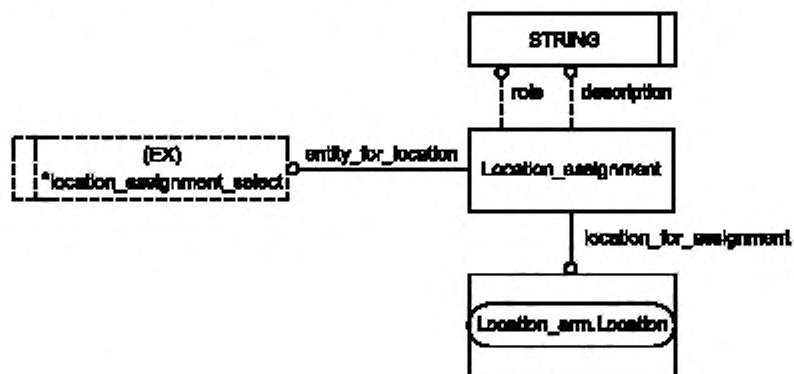 STRING
role
description
(EX)
*location_assignment_select
entity_for_location
Location_assignment
location_for_assignment
Location_arm.Location